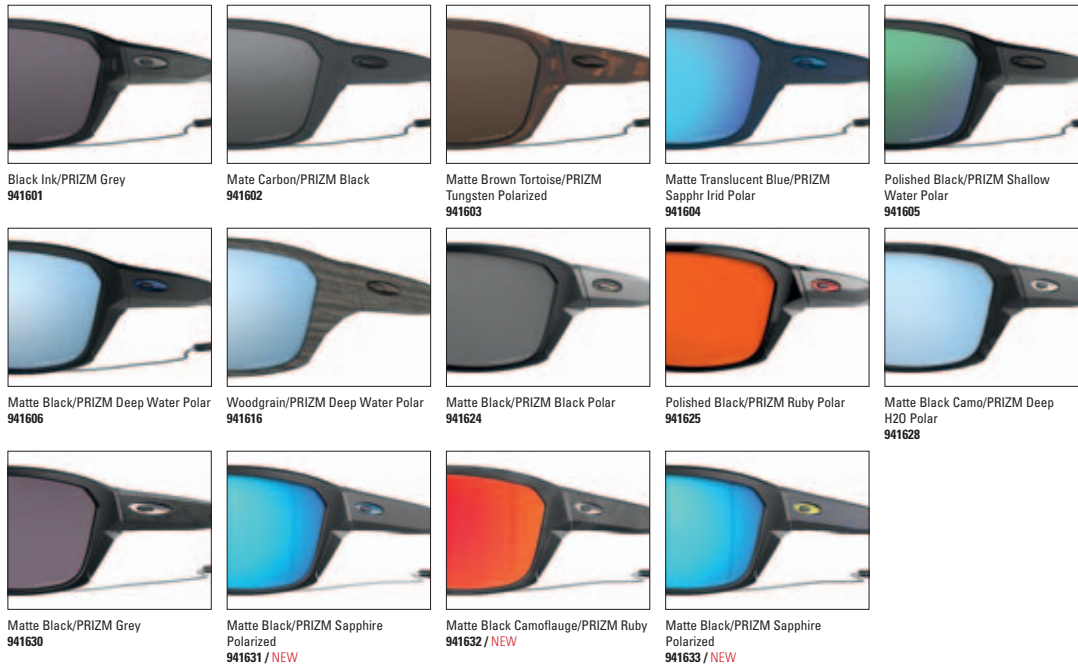 Black Ink/PRIZM Grey
941601
Mate Carbon/PRIZM Black
941602
Matte Brown Tortoise/PRIZM
Tungsten Polarized
941603
Matte Translucent Blue/PRIZM
Sapphr Irid Polar
941604
Polished Black/PRIZM Shallow
Water Polar
941605
Matte Black/PRIZM Deep Water Polar
941606
Woodgrain/PRIZM Deep Water Polar
941616
Matte Black/PRIZM Black Polar
941624
Polished Black/PRIZM Ruby Polar
941625
Matte Black Camo/PRIZM Deep
H20 Polar
941628
Matte Black/PRIZM Grey
941630
Matte Black/PRIZM Sapphire
Polarized
941631 / NEW
Matte Black Camoflauge/PRIZM Ruby
941632 / NEW
Matte Black/PRIZM Sapphire
Polarized
941633 / NEW